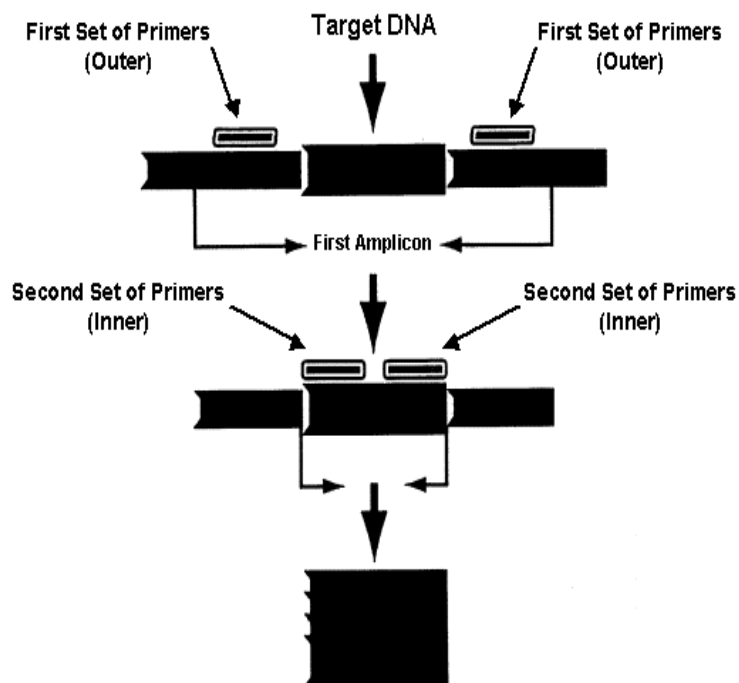 First Set of Primers
(Outer)
Target DNA
First Set of Primers
(Outer)
First Amplicon
Second Set of Primers
(Inner)
Second Set of Primers
(Inner)